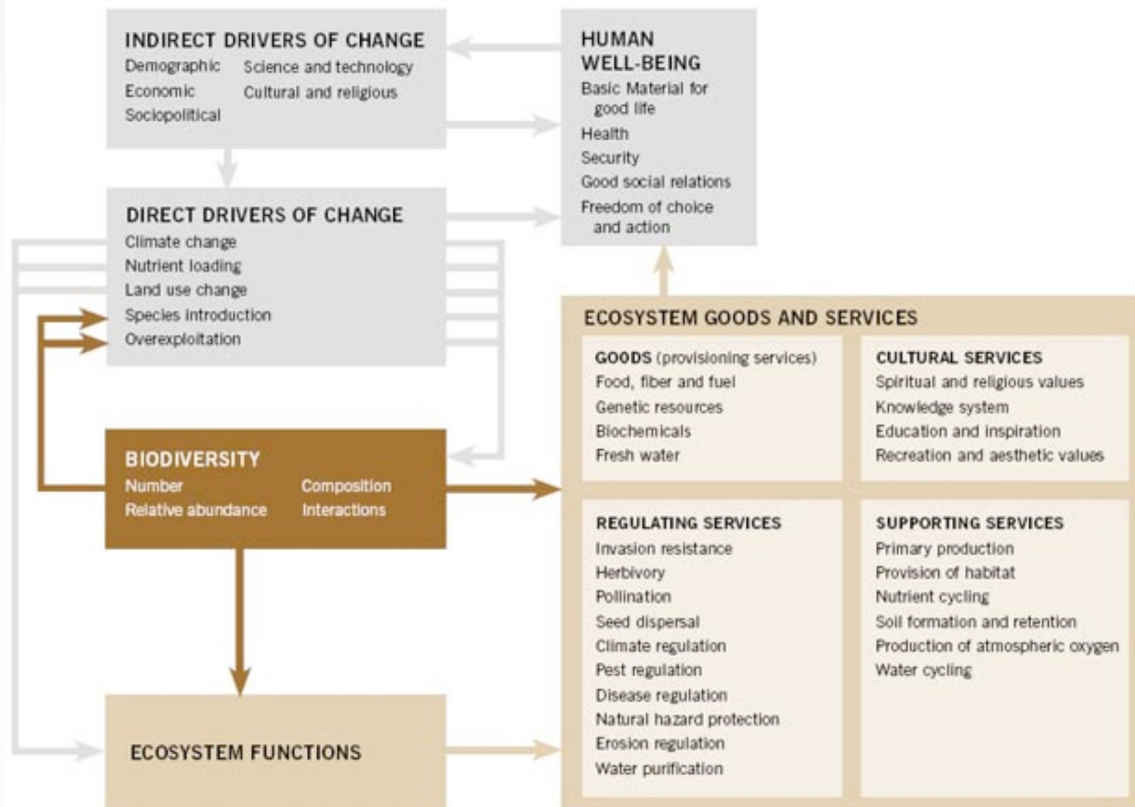 INDIRECT DRIVERS OF CHANGE
Demographic Science and technology
Economic Cultural and religious
Sociopolitical
HUMAN
WELL-BEING
Basic Material for
good life
Health
Security
Good social relations
Freedom of choice
and action
DIRECT DRIVERS OF CHANGE
Climate change
Nutrient loading
Land use change
Species introduction
Overexploitation
BIODIVERSITY
Number Composition
Relative abundance Interactions
ECOSYSTEM FUNCTIONS
ECOSYSTEM GOODS AND SERVICES
GOODS (provisioning services)
Food, fiber and fuel
Genetic resources
Biochemicals
Fresh water
CULTURAL SERVICES
Spiritual and religious values
Knowledge system
Education and inspiration
Recreation and aesthetic values
REGULATING SERVICES
Invasion resistance
Herbivory
Pollination
Seed dispersal
Climate regulation
Pest regulation
Disease regulation
Natural hazard protection
Erosion regulation
Water purification
SUPPORTING SERVICES
Primary production
Provision of habitat
Nutrient cycling
Soil formation and retention
Production of atmospheric oxygen
Water cycling